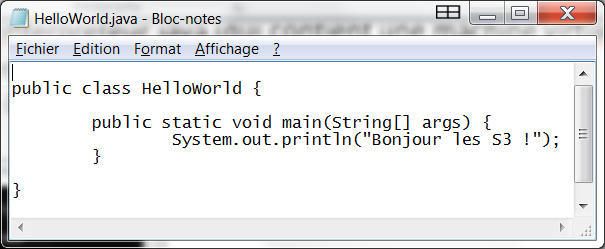 HelloWorld.java - Bloc-notes
Fichier Edition Format Affichage ?
public class HelloWorld {
public static void main(String[] args) {
System.out.println("Bonjour les S3 !");
}
}